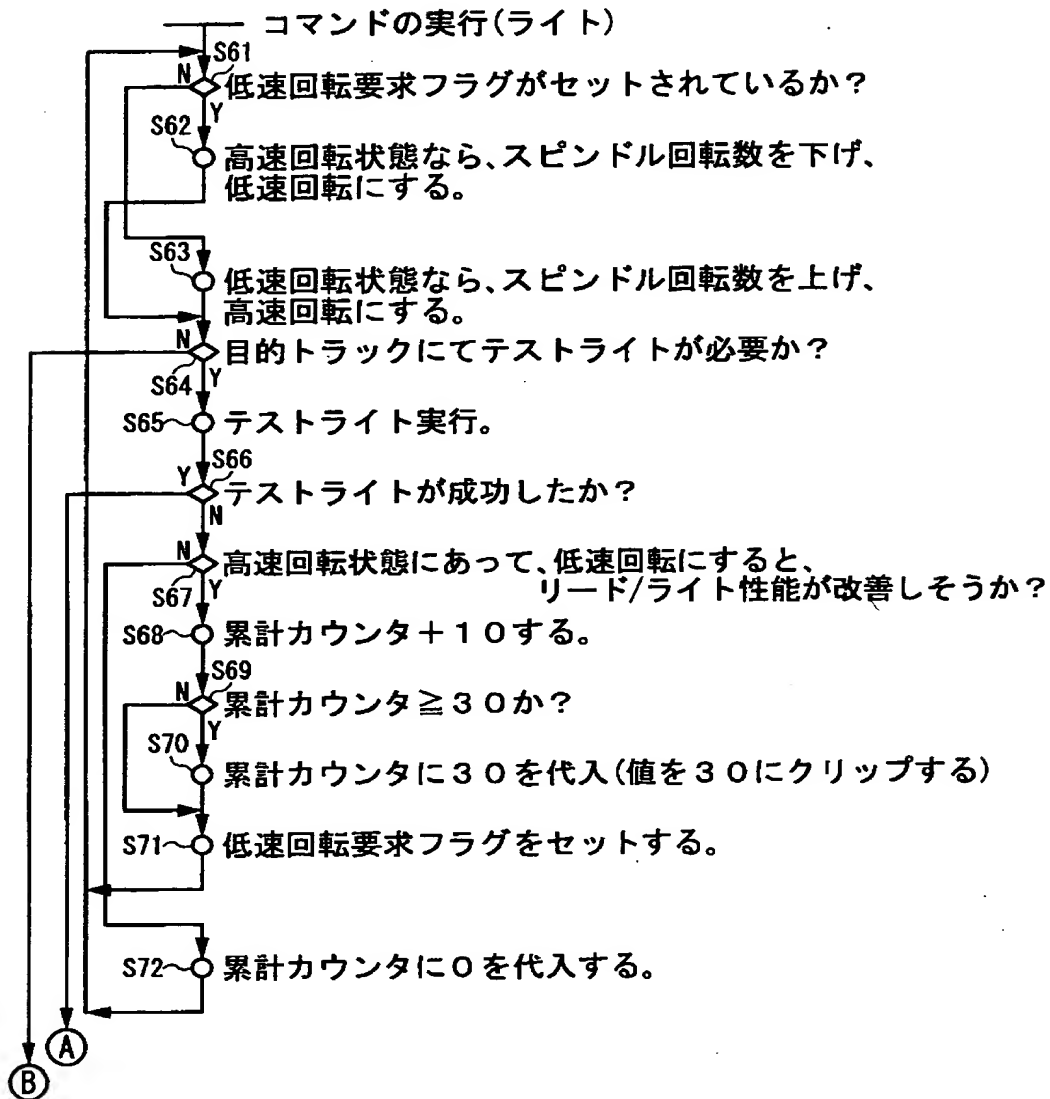 コマンドの実行(ライト)
S61
N 低速回転要求フラグがセットされているか?
Y
S62
高速回転状態なら、スピンドル回転数を下げ、
低速回転にする。
S63
低速回転状態なら、スピンドル回転数を上げ、
高速回転にする。
N 目的トラックにてテストライトが必要か?
S64 Y
S65 テストライト実行。
S66
Y テストライトが成功したか?
N
N 高速回転状態にあって、低速回転にすると、
リード/ライト性能が改善しそうか?
S67 Y
S68 累計カウンタ+10する。
S69
N 累計カウンタ≧30か?
Y
S70
累計カウンタに30を代入(値を30にクリップする)
S71 低速回転要求フラグをセットする。
S72 累計カウンタに0を代入する。
A
B